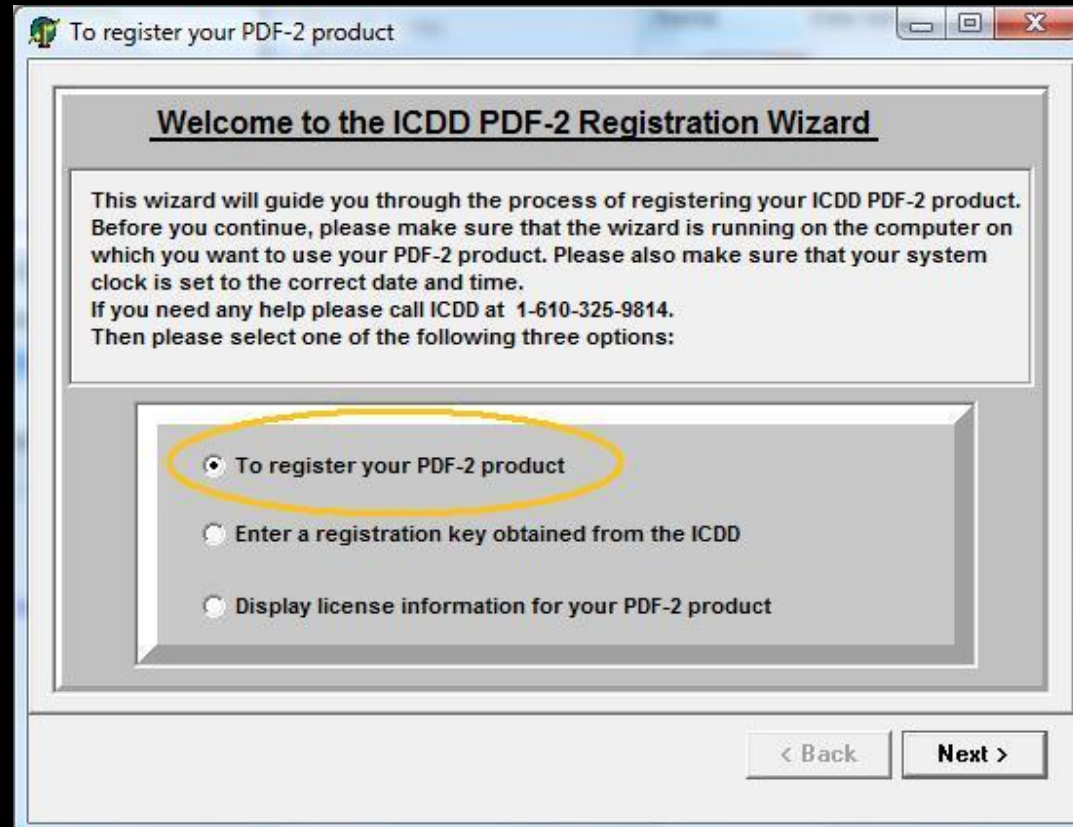 To register your PDF-2 product
Welcome to the ICDD PDF-2 Registration Wizard
This wizard will guide you through the process of registering your ICDD PDF-2 product.
Before you continue, please make sure that the wizard is running on the computer on
which you want to use your PDF-2 product. Please also make sure that your system
clock is set to the correct date and time.
If you need any help please call ICDD at 1-610-325-9814.
Then please select one of the following three options:
To register your PDF-2 product
Enter a registration key obtained from the ICDD
Display license information for your PDF-2 product
< Back
Next >